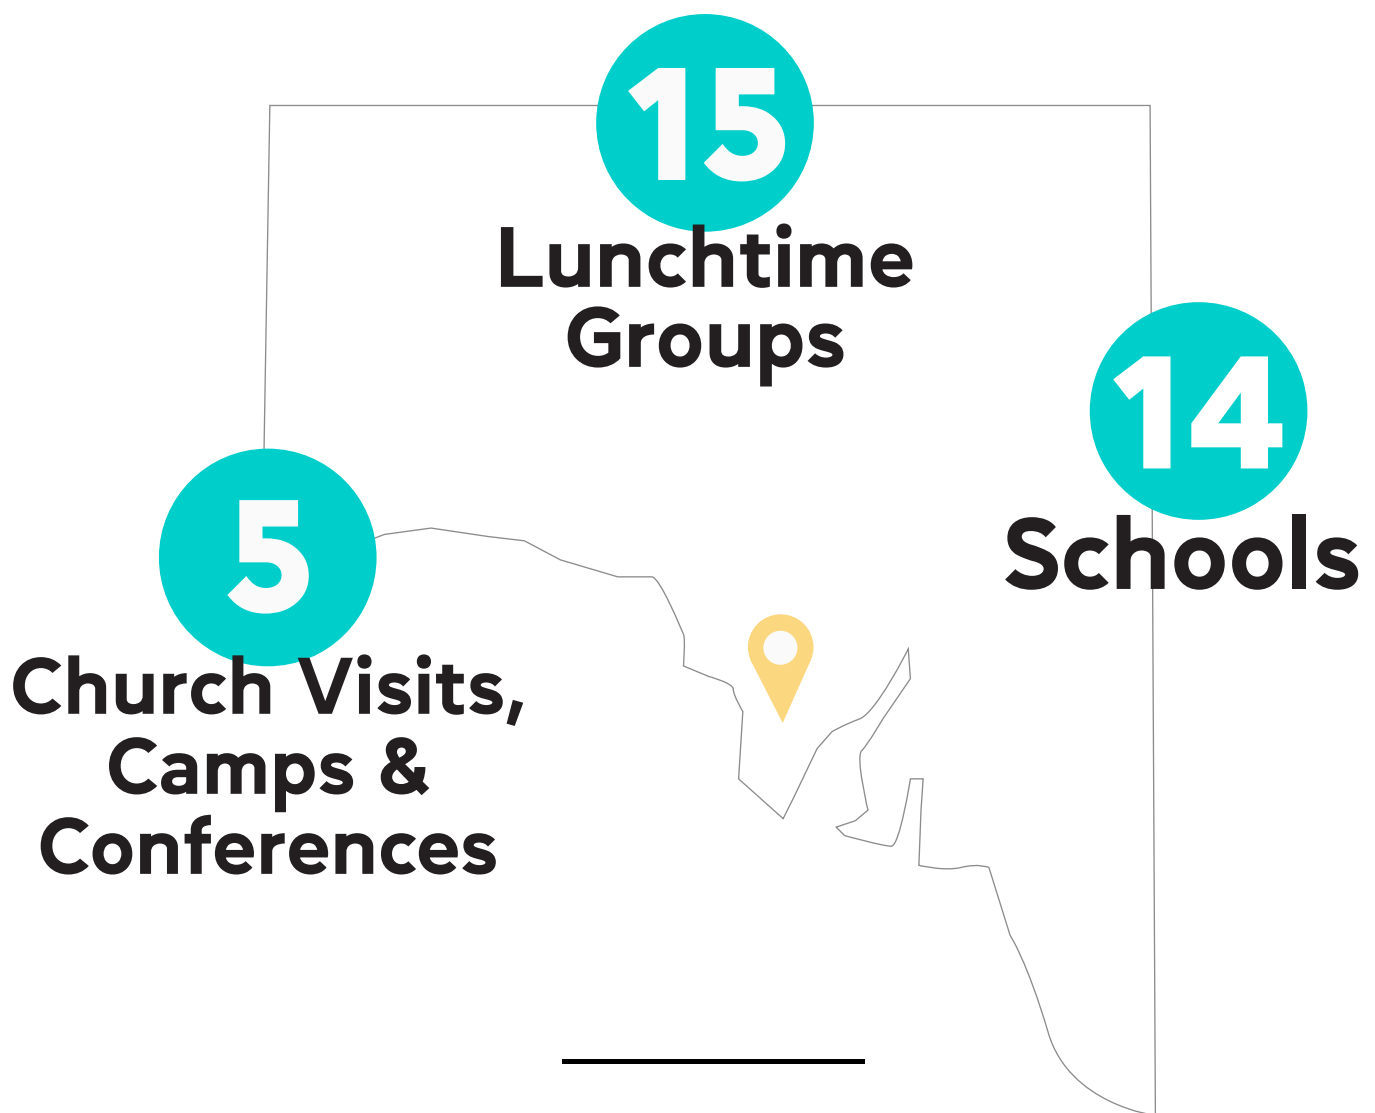 15
Lunchtime
Groups
14
Schools
5
Church Visits,
Camps &
Conferences